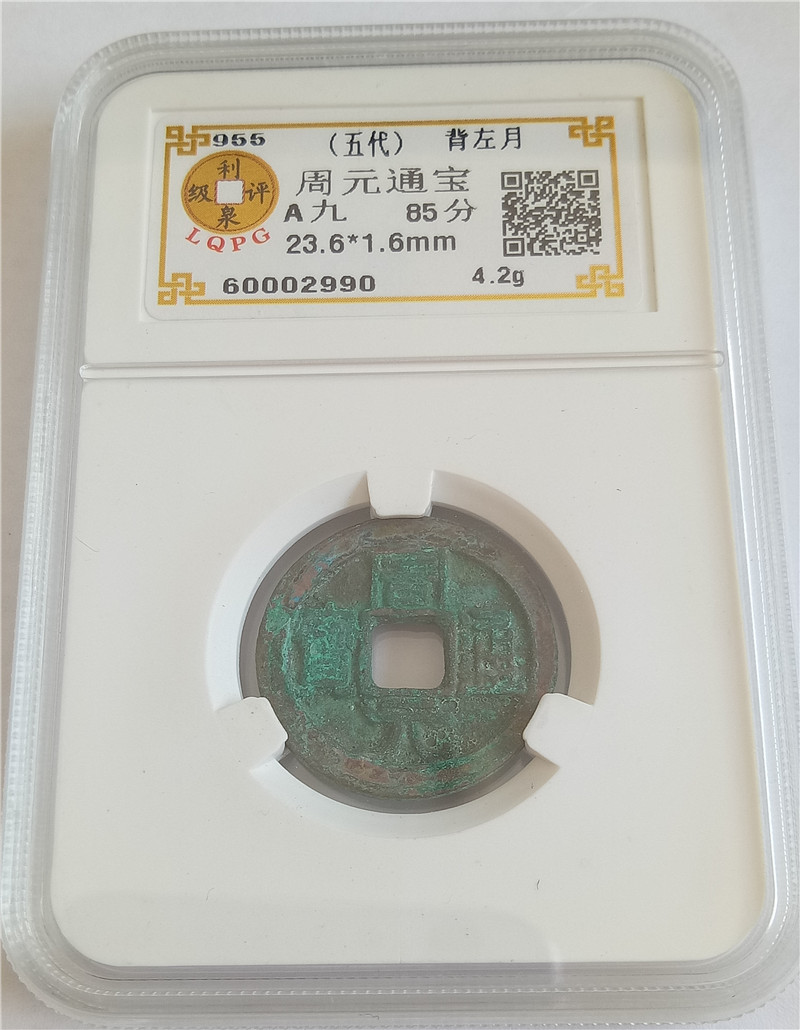 955 (五代) 背左月
利泉评级
LQPG
周元通宝
A九 85分
23.6*1.6mm
60002990 4.2g
周元通寶